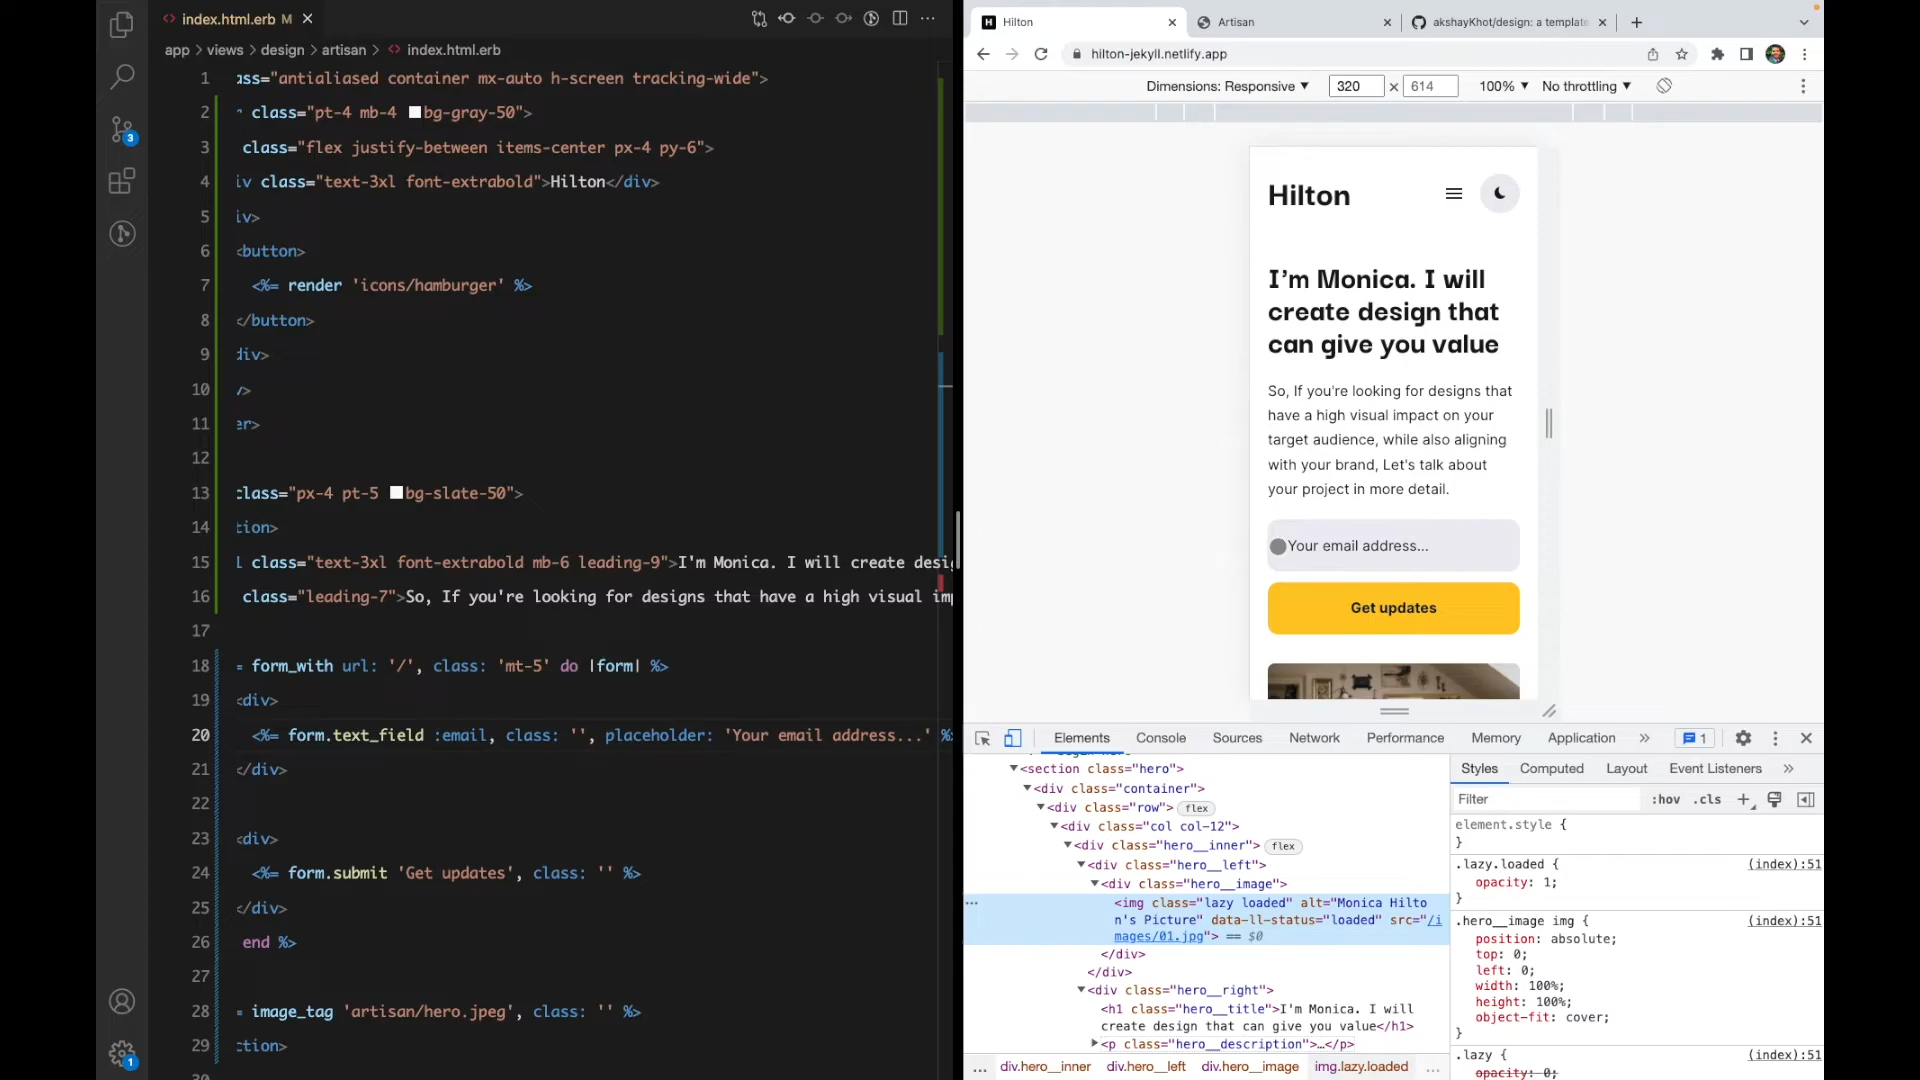 index.html.erb M
app > views > design > artisan > index.html.erb
1 ass="antialiased container mx-auto h-screen tracking-wide">
2 class="pt-4 mb-4 bg-gray-50">
3 class="flex justify-between items-center px-4 py-6">
4 iv class="text-3xl font-extrabold">Hilton</div>
5 iv>
6 <button>
7 <%= render 'icons/hamburger' %>
8 </button>
9 div>
10 >
11 er>
12
13 class="px-4 pt-5 bg-slate-50">
14 tion>
15 class="text-3xl font-extrabold mb-6 leading-9">I'm Monica. I will create desi
16 class="leading-7">So, If you're looking for designs that have a high visual im
17
18 = form_with url: '/', class: 'mt-5' do |form| %>
19 <div>
20 <%= form.text_field :email, class: '', placeholder: 'Your email address...' %>
21 </div>
22
23 <div>
24 <%= form.submit 'Get updates', class: '' %>
25 </div>
26 end %>
27
28 = image_tag 'artisan/hero.jpeg', class: '' %>
29 ction>
3
1
Hilton
Artisan
akshayKhot/design: a template
hilton-jekyll.netlify.app
Dimensions: Responsive ▼ 320 × 614 100% ▼ No throttling ▼
Hilton
I'm Monica. I will
create design that
can give you value
So, If you're looking for designs that
have a high visual impact on your
target audience, while also aligning
with your brand, Let's talk about
your project in more detail.
Your email address...
Get updates
Elements Console Sources Network Performance Memory Application » 1
▼<section class="hero">
▼<div class="container">
▼<div class="row"> flex
▼<div class="col col-12">
▼<div class="hero__inner"> flex
▼<div class="hero__left">
▼<div class="hero__image">
<img class="lazy loaded" alt="Monica Hilto
n's Picture" data-ll-status="loaded" src="/i
mages/01.jpg"> == $0
</div>
</div>
▼<div class="hero__right">
<h1 class="hero__title">I'm Monica. I will
create design that can give you value</h1>
▶<p class="hero__description">…</p>
... div.hero__inner div.hero__left div.hero__image img.lazy.loaded ...
Styles Computed Layout Event Listeners »
Filter :hov .cls +
element.style {
}
.lazy.loaded { (index):51
opacity: 1;
}
.hero__image img { (index):51
position: absolute;
top: 0;
left: 0;
width: 100%;
height: 100%;
object-fit: cover;
}
.lazy { (index):51
opacity: 0;